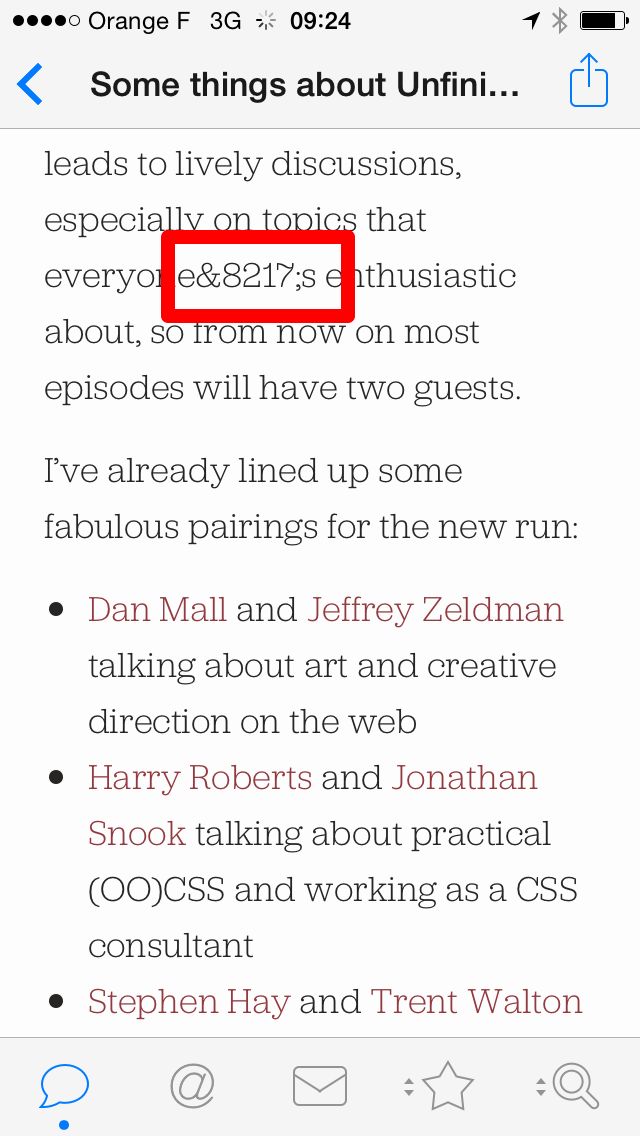 Orange F 3G 09:24
Some things about Unfini...
leads to lively discussions,
especially on topics that
everyone&8217;s enthusiastic
about, so from now on most
episodes will have two guests.
I’ve already lined up some
fabulous pairings for the new run:
• Dan Mall and Jeffrey Zeldman
talking about art and creative
direction on the web
• Harry Roberts and Jonathan
Snook talking about practical
(OO)CSS and working as a CSS
consultant
• Stephen Hay and Trent Walton
@